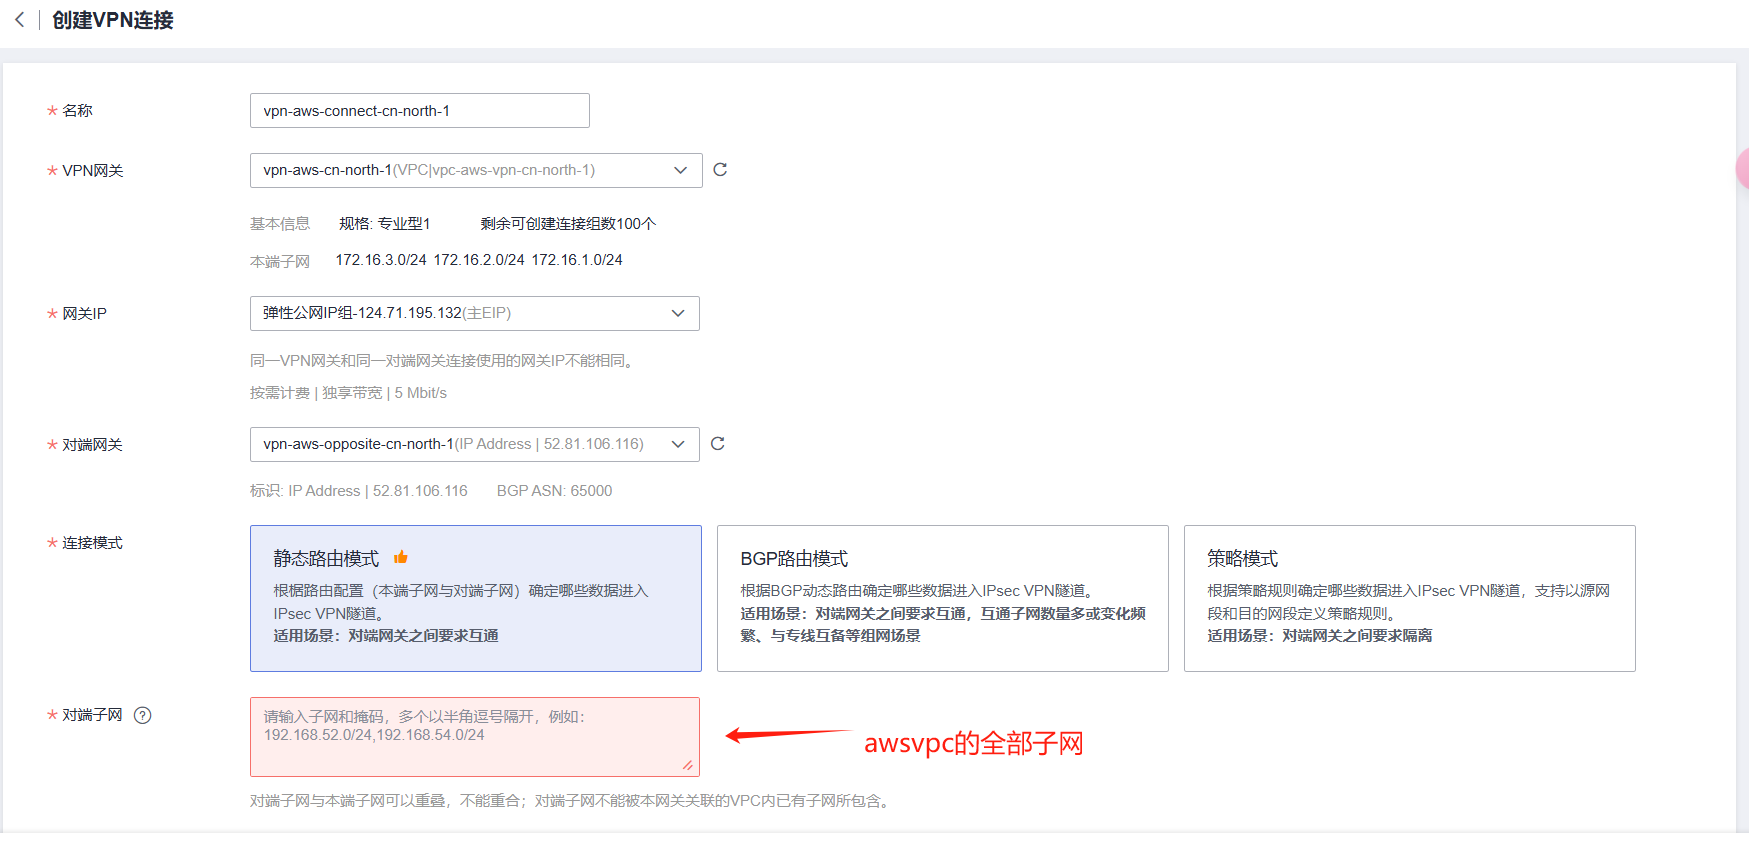 创建VPN连接
* 名称
vpn-aws-connect-cn-north-1
* VPN网关
vpn-aws-cn-north-1(VPC|vpc-aws-vpn-cn-north-1)
基本信息 规格: 专业型1 剩余可创建连接组数100个
本端子网 172.16.3.0/24 172.16.2.0/24 172.16.1.0/24
* 网关IP
弹性公网IP组-124.71.195.132(主EIP)
同一VPN网关和同一对端网关连接使用的网关IP不能相同。
按需计费 | 独享带宽 | 5 Mbit/s
* 对端网关
vpn-aws-opposite-cn-north-1(IP Address | 52.81.106.116)
标识: IP Address | 52.81.106.116 BGP ASN: 65000
* 连接模式
静态路由模式
根据路由配置（本端子网与对端子网）确定哪些数据进入
IPsec VPN隧道。
适用场景：对端网关之间要求互通
BGP路由模式
根据BGP动态路由确定哪些数据进入IPsec VPN隧道。
适用场景：对端网关之间要求互通，互通子网数量多或变化频
繁、与专线互备等组网场景
策略模式
根据策略规则确定哪些数据进入IPsec VPN隧道，支持以源网
段和目的网段定义策略规则。
适用场景：对端网关之间要求隔离
* 对端子网 ?
请输入子网和掩码，多个以半角逗号隔开，例如：
192.168.52.0/24,192.168.54.0/24
awsvpc的全部子网
对端子网与本端子网可以重叠，不能重合；对端子网不能被本网关关联的VPC内已有子网所包含。